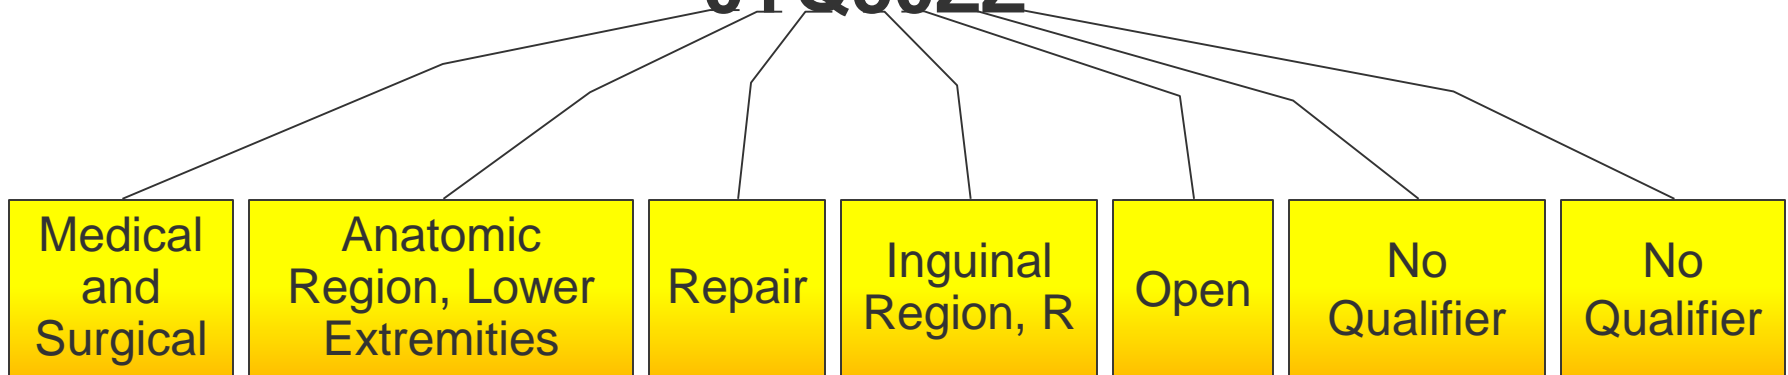 Medical
and
Surgical
Anatomic
Region, Lower
Extremities
Repair
Inguinal
Region, R
Open
No
Qualifier
No
Qualifier